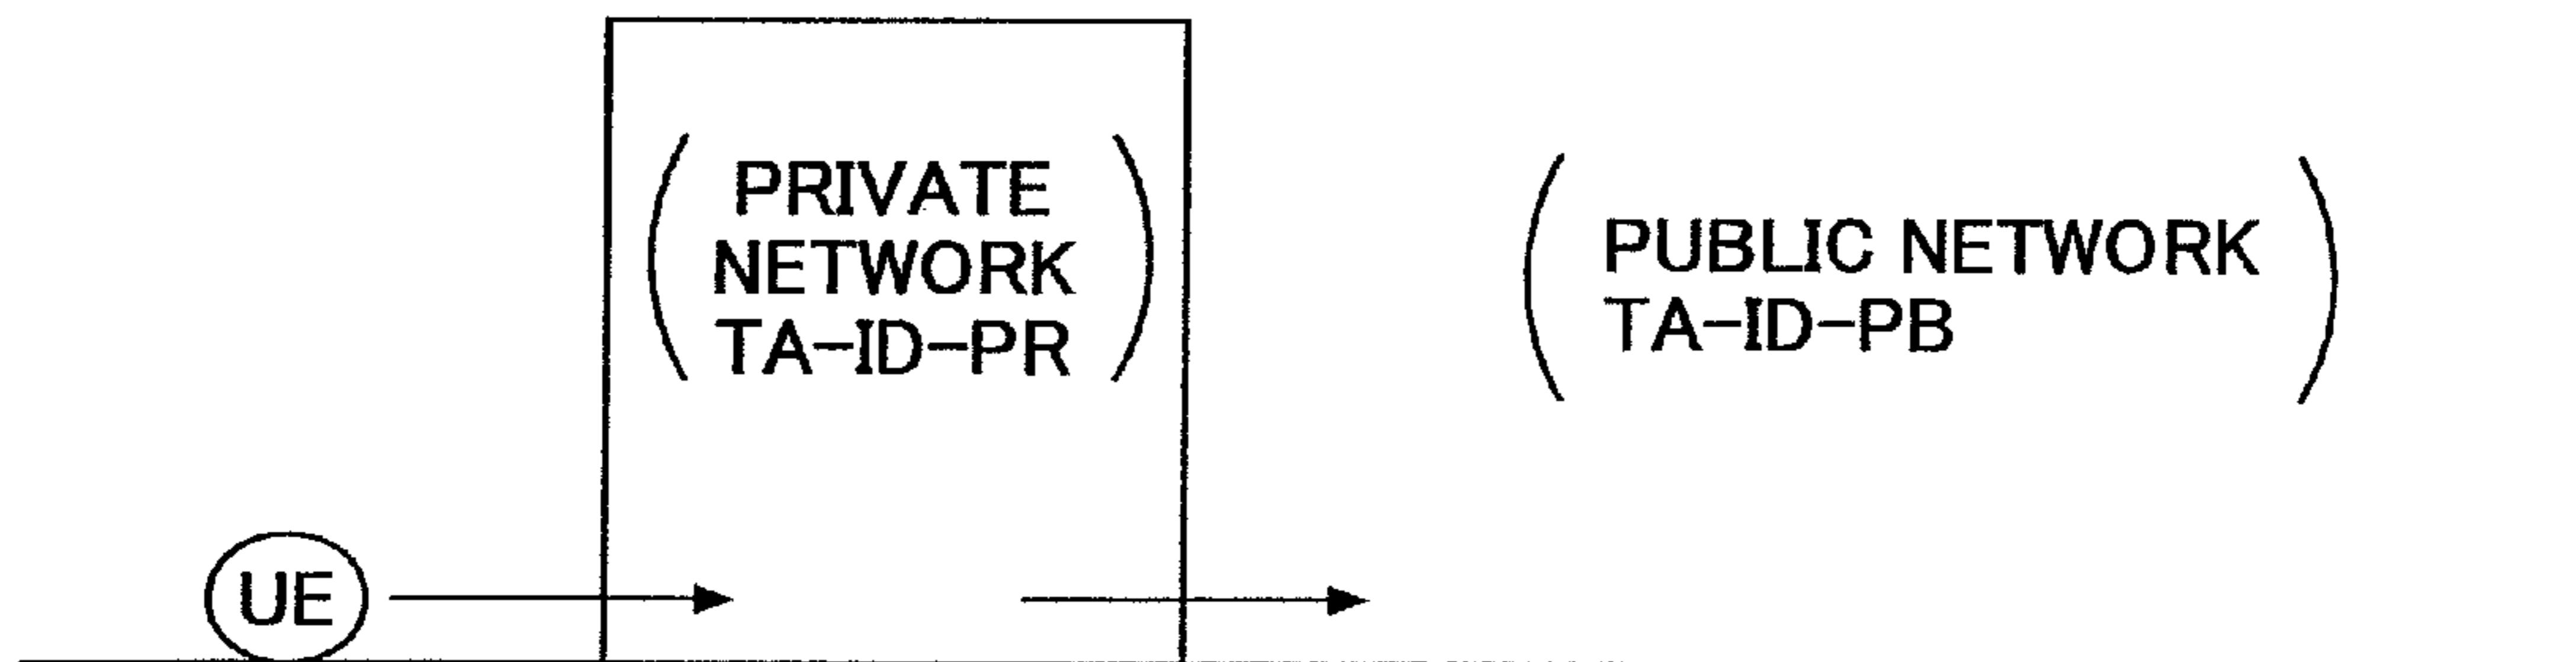 PRIVATE
NETWORK
TA-ID-PR
PUBLIC NETWORK
TA-ID-PB
UE